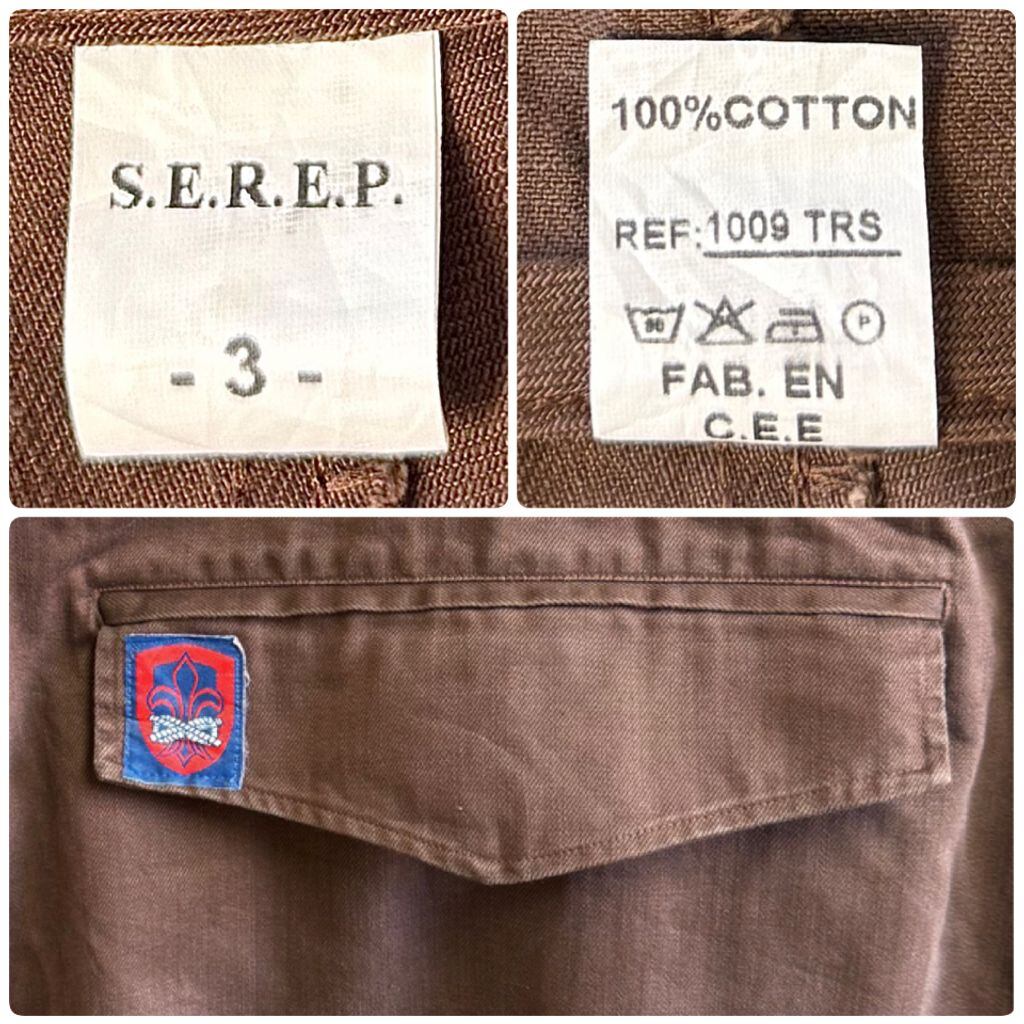 S.E.R.E.P.
- 3 -
100%COTTON
REF: 1009 TRS
P
FAB. EN
C.E.E